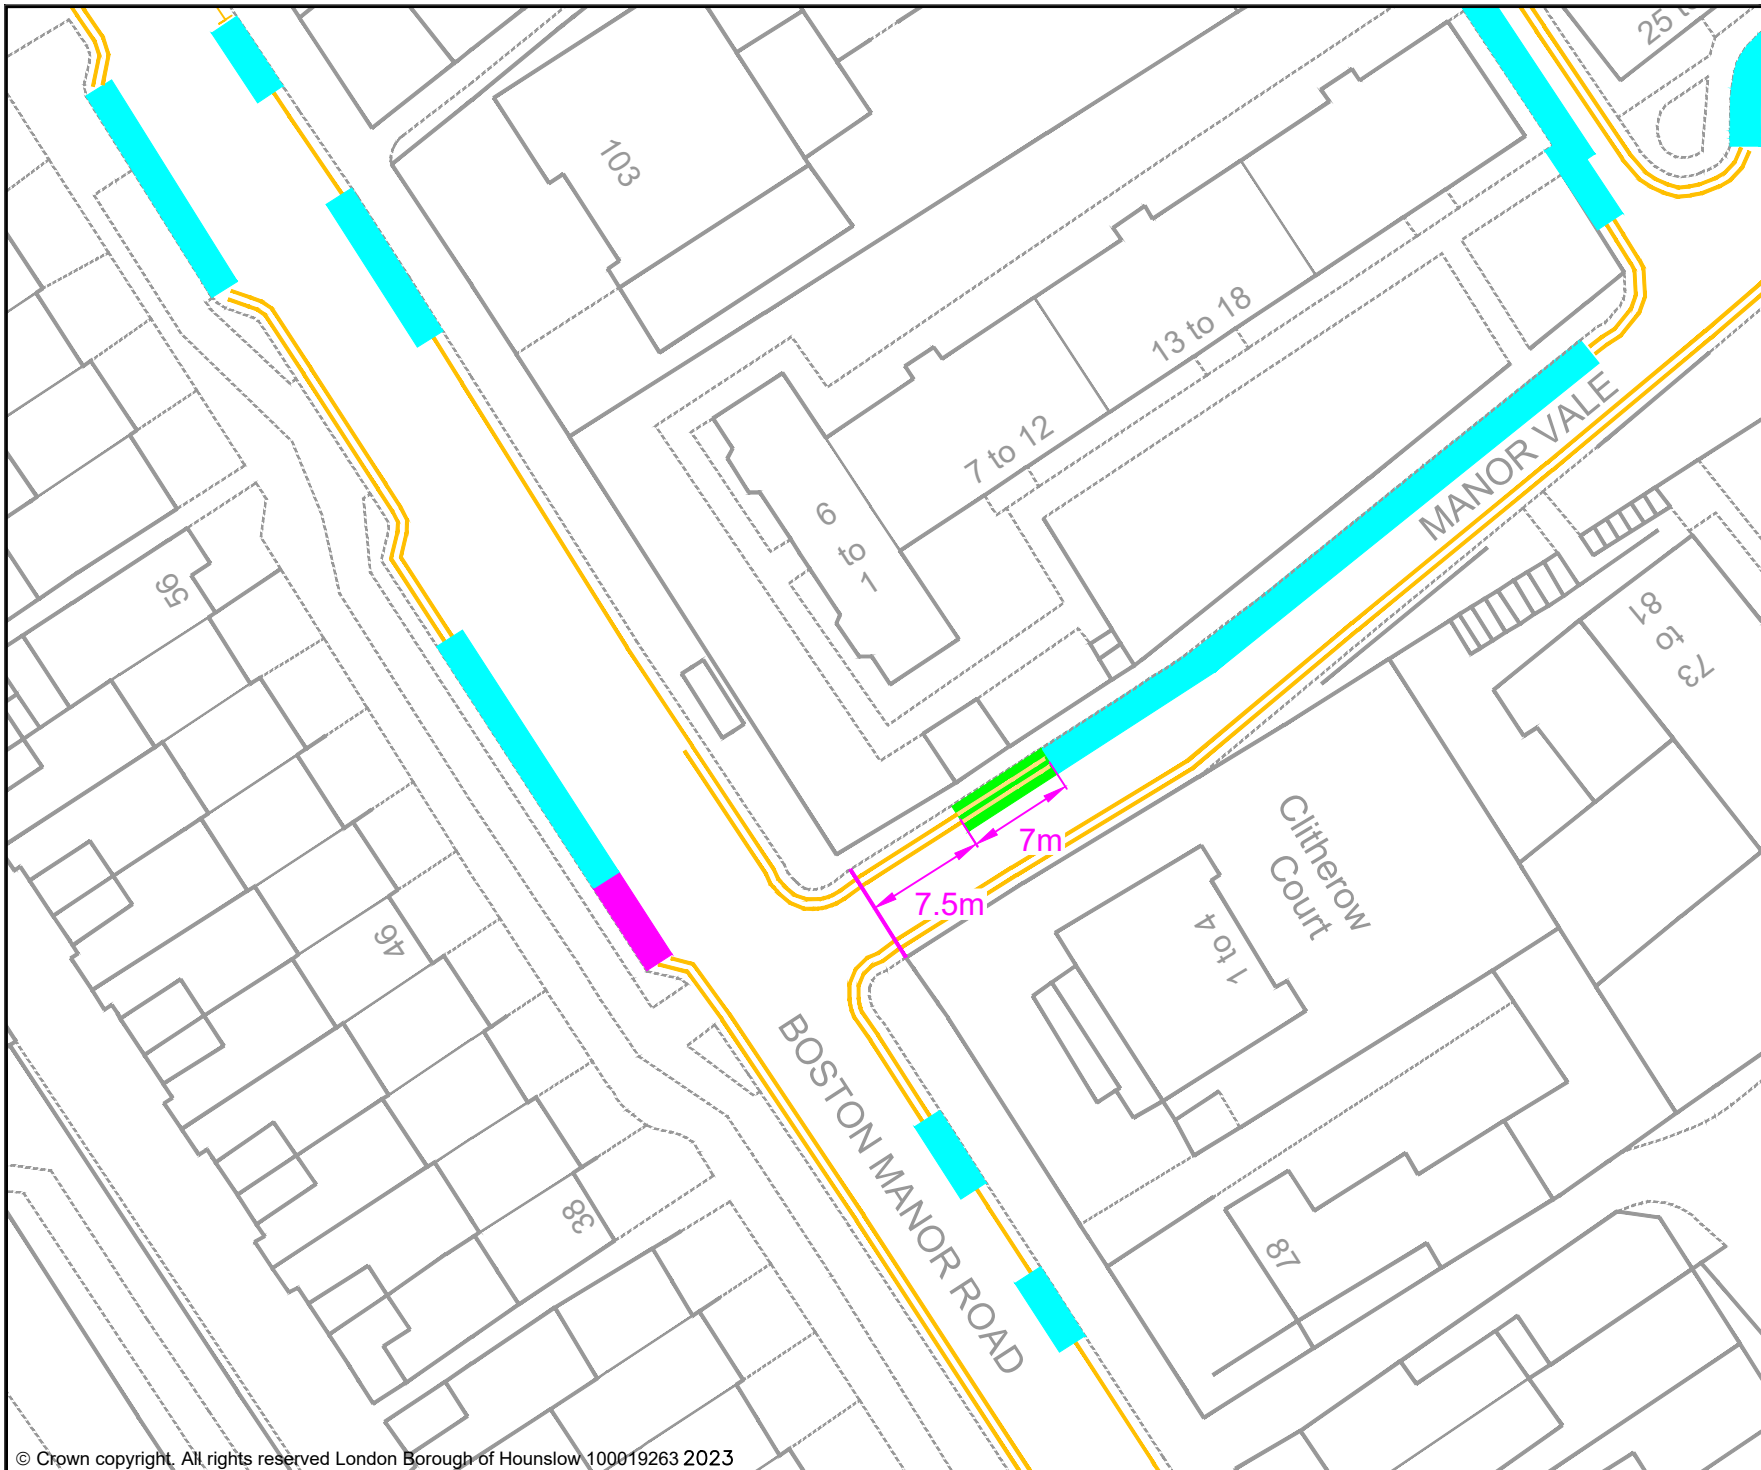 25 to
103
13 to 18
7 to 12
6
to
1
MANOR VALE
56
81
to
73
7m
7.5m
Clitherow
Court
1 to 4
46
BOSTON MANOR ROAD
38
87
© Crown copyright. All rights reserved London Borough of Hounslow 100019263 2023